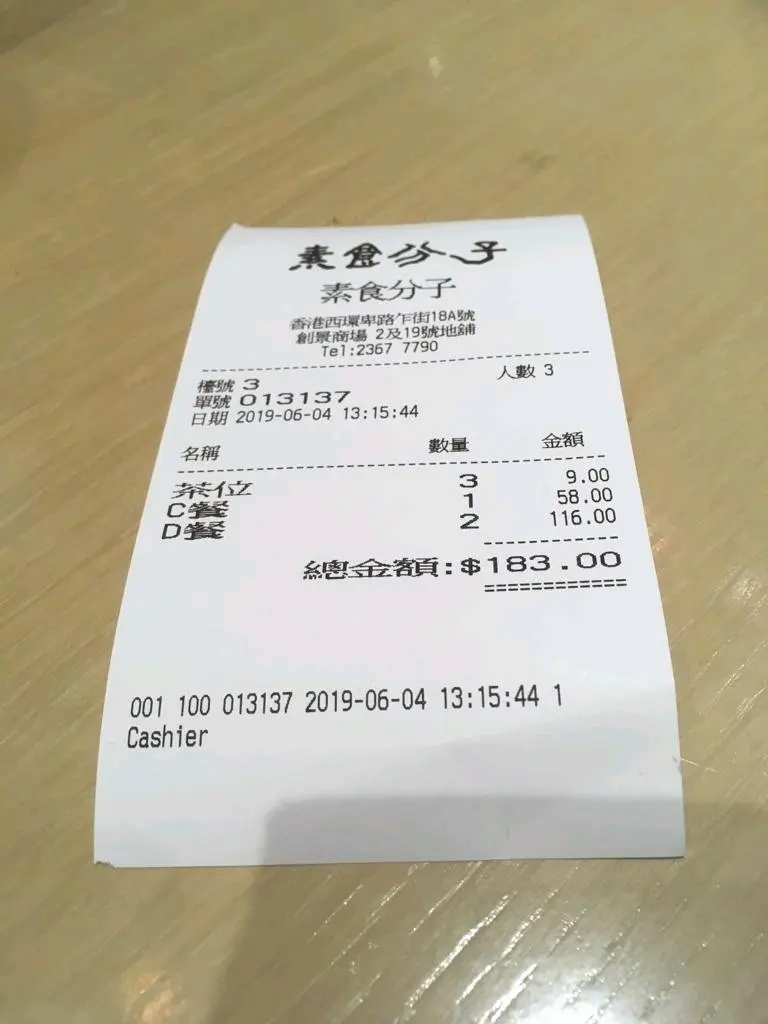 素食分子
素食分子
香港西環卑路乍街18A號
創景商場 2及19號地舖
Tel:2367 7790
檯號 3 人數 3
單號 013137
日期 2019-06-04 13:15:44
名稱 數量 金額
茶位 3 9.00
C餐 1 58.00
D餐 2 116.00
總金額:$183.00
001 100 013137 2019-06-04 13:15:44 1
Cashier